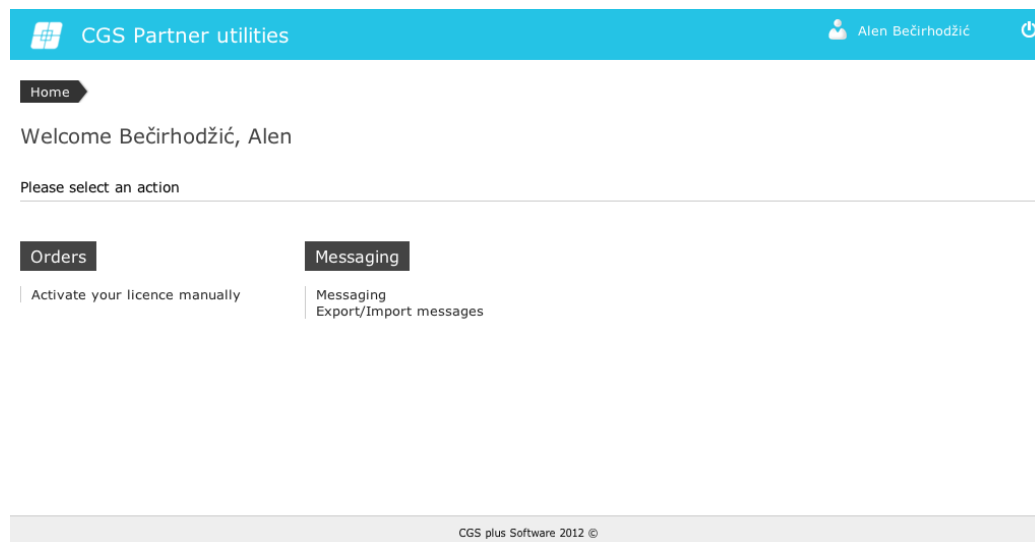 CGS Partner utilities
Alen Bečirhodžić
Home
Welcome Bečirhodžić, Alen
Please select an action
Orders
Activate your licence manually
Messaging
Messaging
Export/Import messages
CGS plus Software 2012 ©